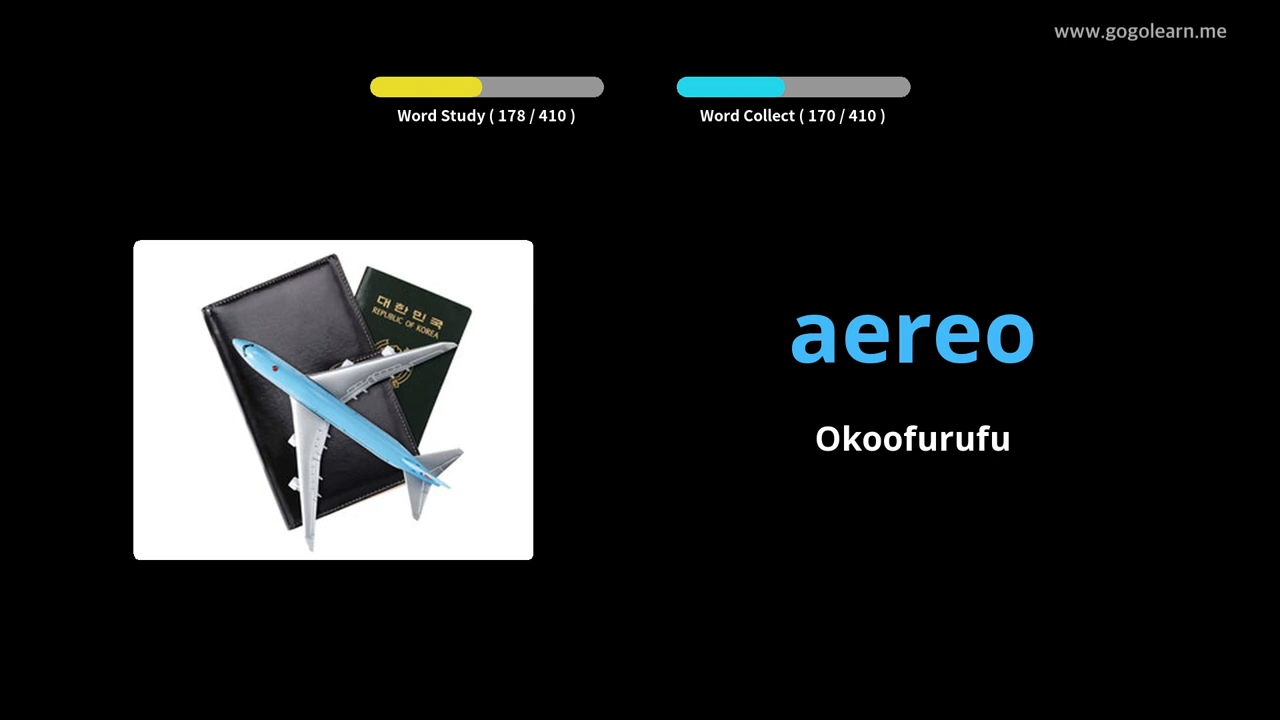 www.gogolearn.me
Word Study ( 178 / 410 )
Word Collect ( 170 / 410 )
대한민국
REPUBLIC OF KOREA
aereo
Okoofurufu